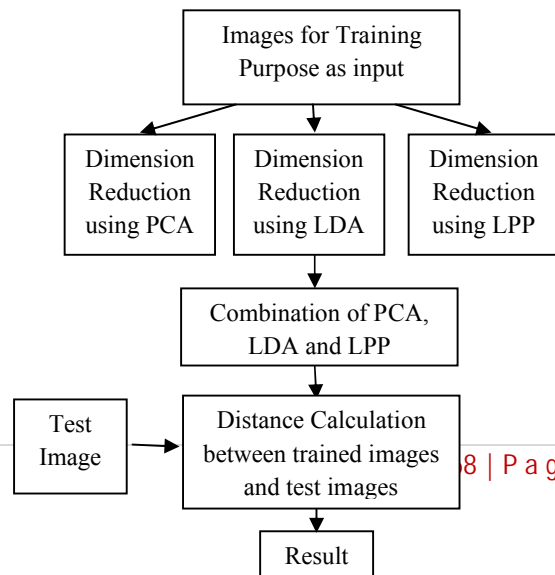 Images for Training
Purpose as input
Dimension
Reduction
using PCA
Dimension
Reduction
using LDA
Dimension
Reduction
using LPP
Combination of PCA,
LDA and LPP
Test
Image
Distance Calculation
between trained images
and test images
8 | P a g
Result